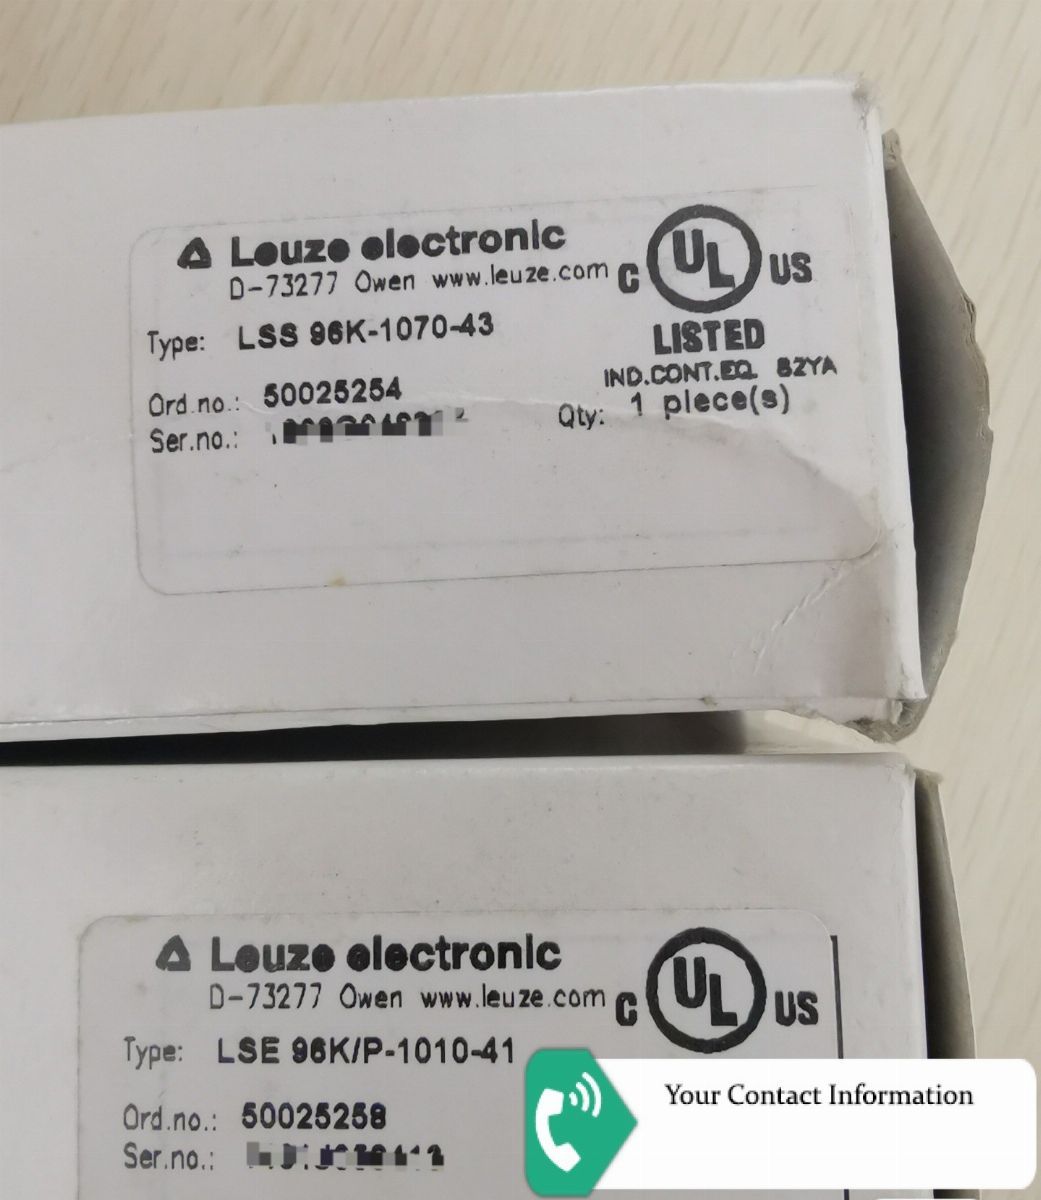 Leuze electronic
D-73277 Owen www.leuze.com
C UL US
LISTED
IND.CONT.EQ. 82YA
Type: LSS 96K-1070-43
Ord.no.: 50025254
Qty: 1 piece(s)
Ser.no.:
Leuze electronic
D-73277 Owen www.leuze.com
C UL US
Type: LSE 96K/P-1010-41
Ord.no.: 50025258
Ser.no.:
Your Contact Information